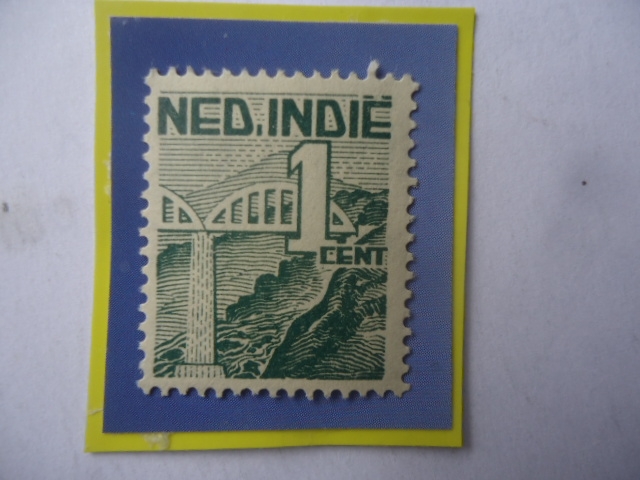 NED. INDIË
1
CENT